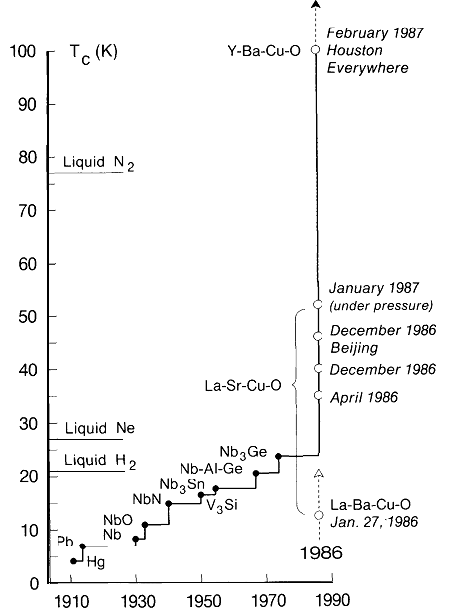 February 1987
Y-Ba-Cu-O
Houston
Everywhere
T c (K)
100
90
80
Liquid N 2
70
60
50
January 1987
(under pressure)
December 1986
Beijing
40
La-Sr-Cu-O
December 1986
April 1986
30
Liquid Ne
Liquid H 2
20
Nb3Ge
Nb-Al-Ge
Nb3Sn
NbN
V3Si
10
NbO
Nb
Pb
Hg
La-Ba-Cu-O
Jan. 27, 1986
1986
0
1910
1930
1950
1970
1990